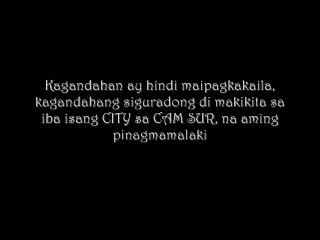 Kagandahan ay hindi maipagkakaila,
kagandahang siguradong di makikita sa
iba isang CITY sa CAM SUR, na aming
pinagmamalaki